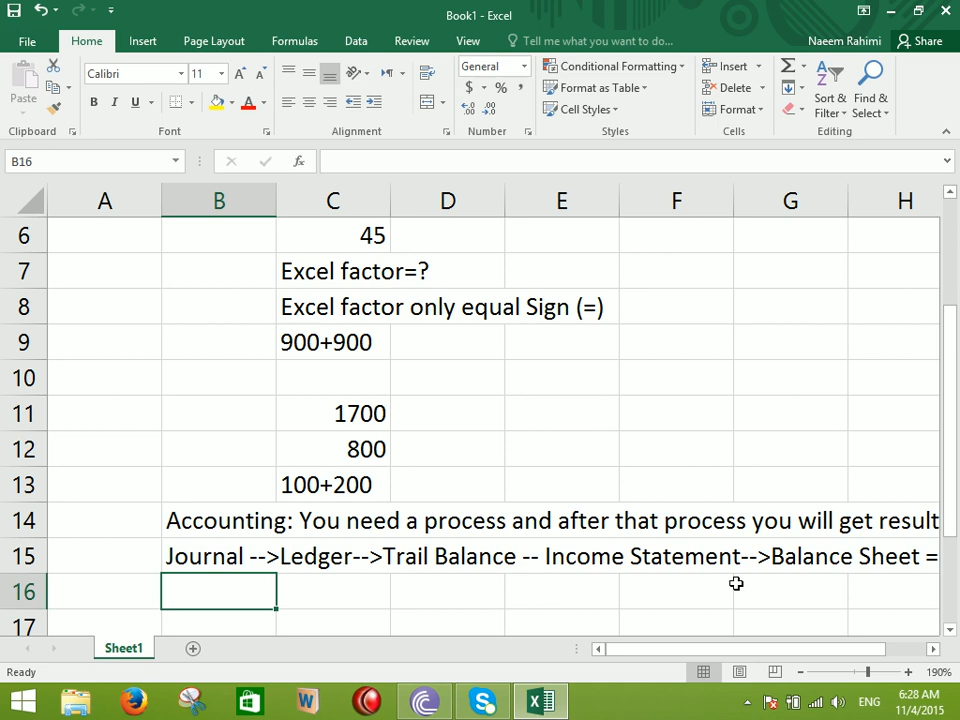 Book1 - Excel
File Home Insert Page Layout Formulas Data Review View Tell me what you want to do... Naeem Rahimi Share
Paste Calibri 11 B I U General $ % , Conditional Formatting Format as Table Cell Styles Insert Delete Format Sort & Filter Find & Select
Clipboard Font Alignment Number Styles Cells Editing
B16 fx
A B C D E F G H
6 45
7 Excel factor=?
8 Excel factor only equal Sign (=)
9 900+900
10
11 1700
12 800
13 100+200
14 Accounting: You need a process and after that process you will get result
15 Journal -->Ledger-->Trail Balance -- Income Statement-->Balance Sheet =
16
17
Sheet1
Ready 190%
ENG 6:28 AM
11/4/2015